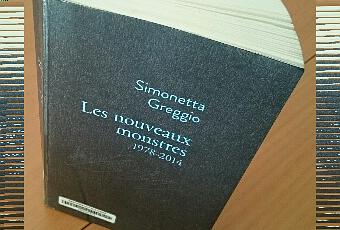 Simonetta
Greggio
Les nouveaux
monstres
1978-2014